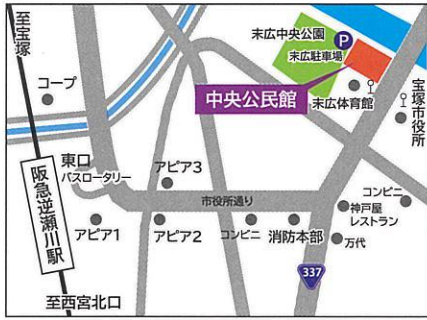 至宝塚
コープ
末広中央公園
P
末広駐車場
中央公民館
末広体育館
宝塚市役所
東口
バスロータリー
アピア3
阪急逆瀬川駅
市役所通り
アピア1
アピア2
コンビニ
消防本部
神戸屋
レストラン
コンビニ
万代
337
至西宮北口